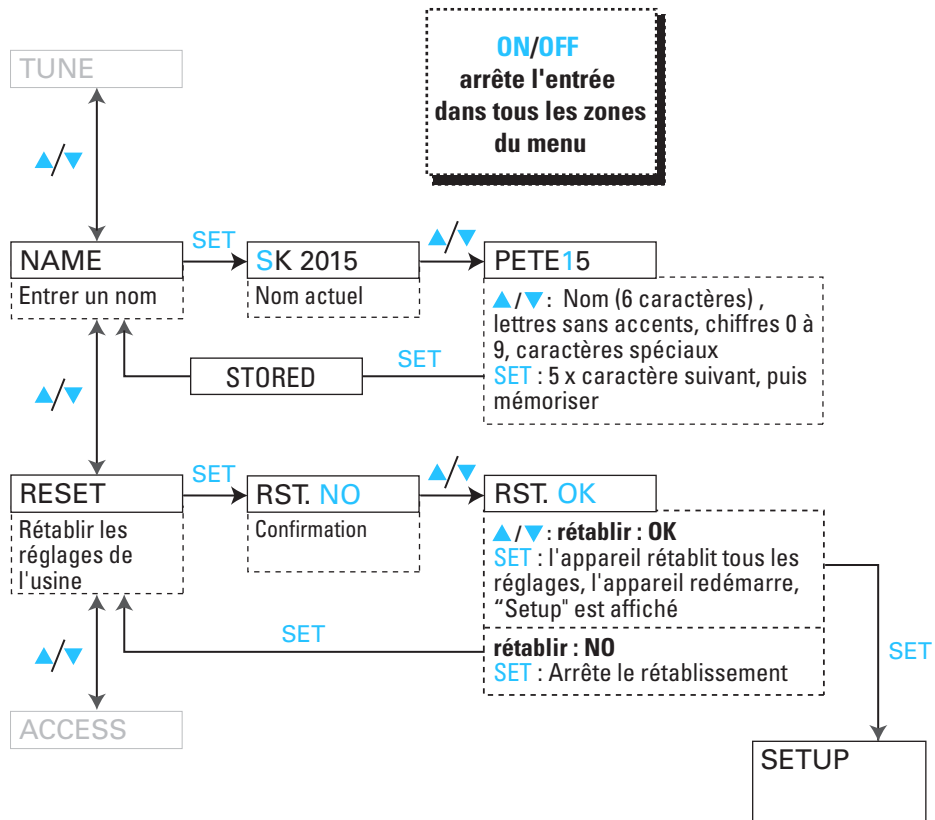 ON/OFF
arrête l'entrée
dans tous les zones
du menu
TUNE
▲/▼
NAME
Entrer un nom
SET
SK 2015
Nom actuel
▲/▼
PETE15
▲/▼ : Nom (6 caractères) ,
lettres sans accents, chiffres 0 à
9, caractères spéciaux
SET : 5 x caractère suivant, puis
mémoriser
SET
STORED
▲/▼
RESET
Rétablir les
réglages de
l'usine
SET
RST. NO
Confirmation
▲/▼
RST. OK
▲/▼ : rétablir : OK
SET : l'appareil rétablit tous les
réglages, l'appareil redémarre,
“Setup" est affiché
rétablir : NO
SET : Arrête le rétablissement
SET
SET
▲/▼
ACCESS
SETUP